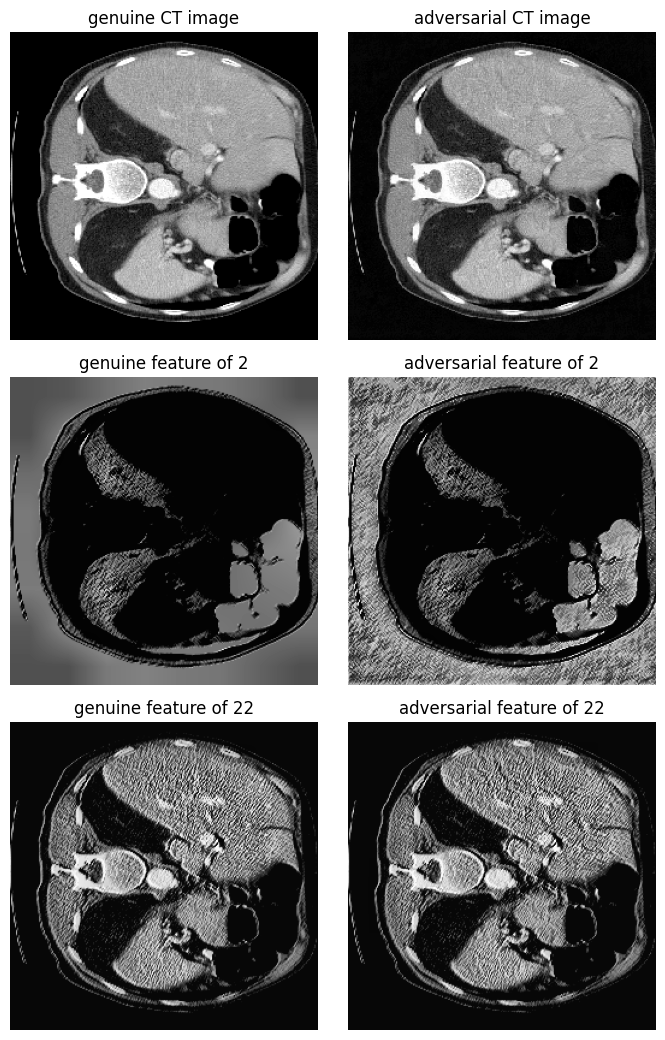 genuine CT image
adversarial CT image
genuine feature of 2
adversarial feature of 2
genuine feature of 22
adversarial feature of 22